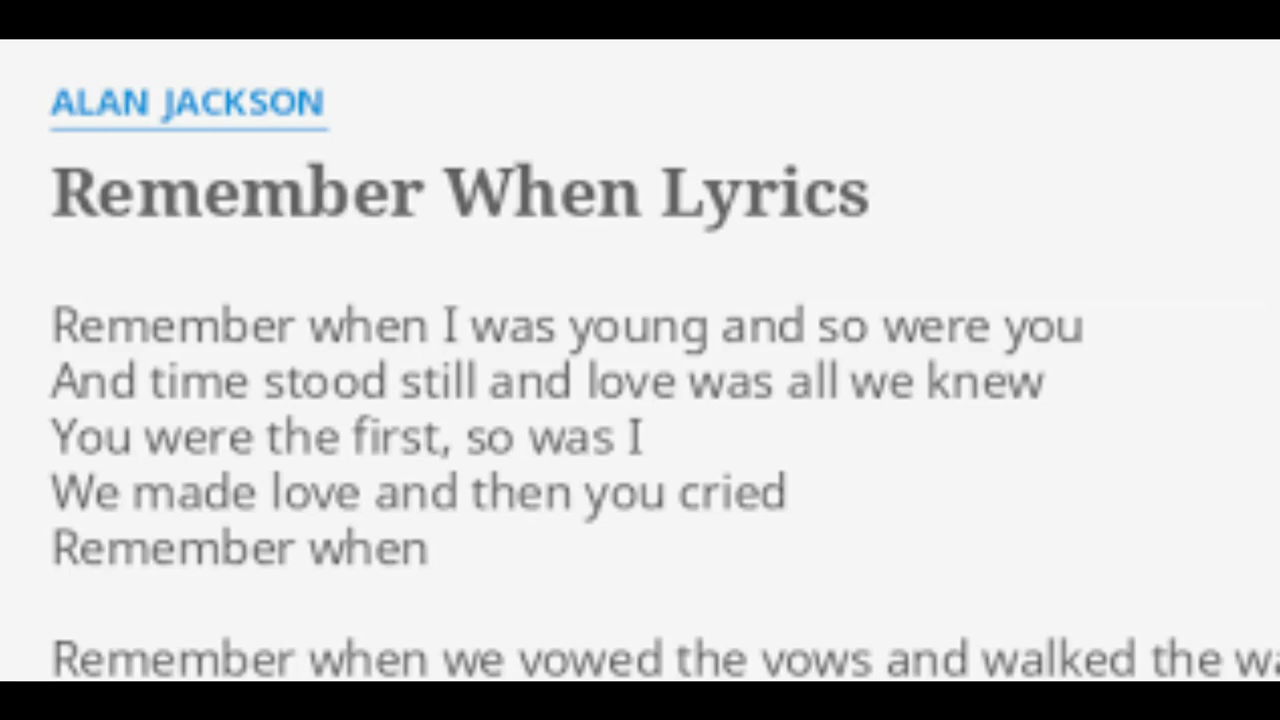 ALAN JACKSON
Remember When Lyrics
Remember when I was young and so were you
And time stood still and love was all we knew
You were the first, so was I
We made love and then you cried
Remember when
Remember when we vowed the vows and walked the